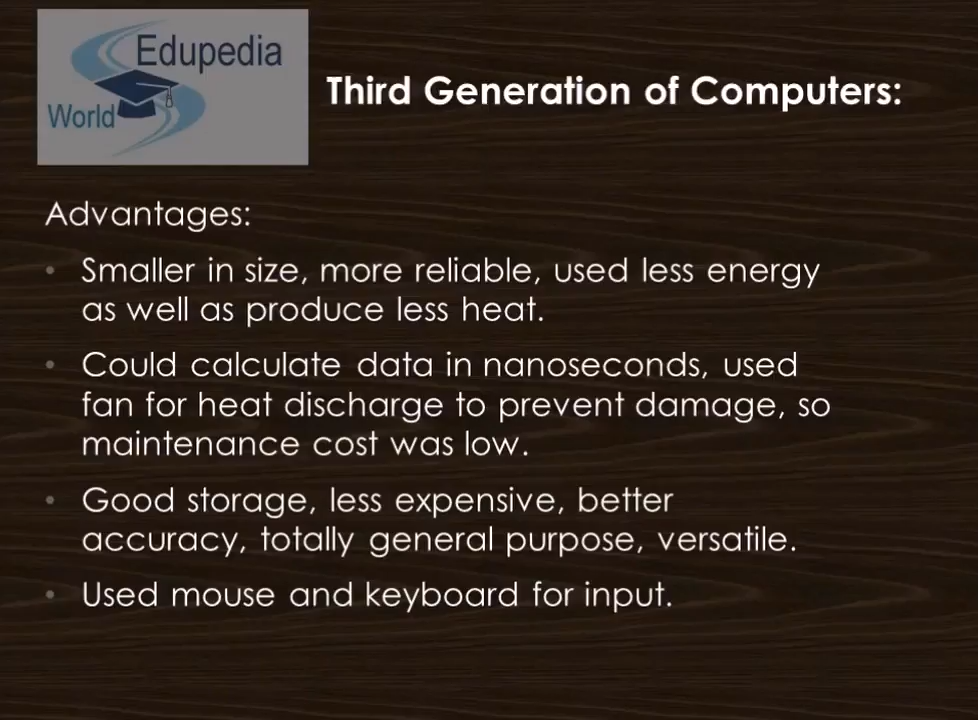 Edupedia
World
Third Generation of Computers:
Advantages:
• Smaller in size, more reliable, used less energy
as well as produce less heat.
• Could calculate data in nanoseconds, used
fan for heat discharge to prevent damage, so
maintenance cost was low.
• Good storage, less expensive, better
accuracy, totally general purpose, versatile.
• Used mouse and keyboard for input.